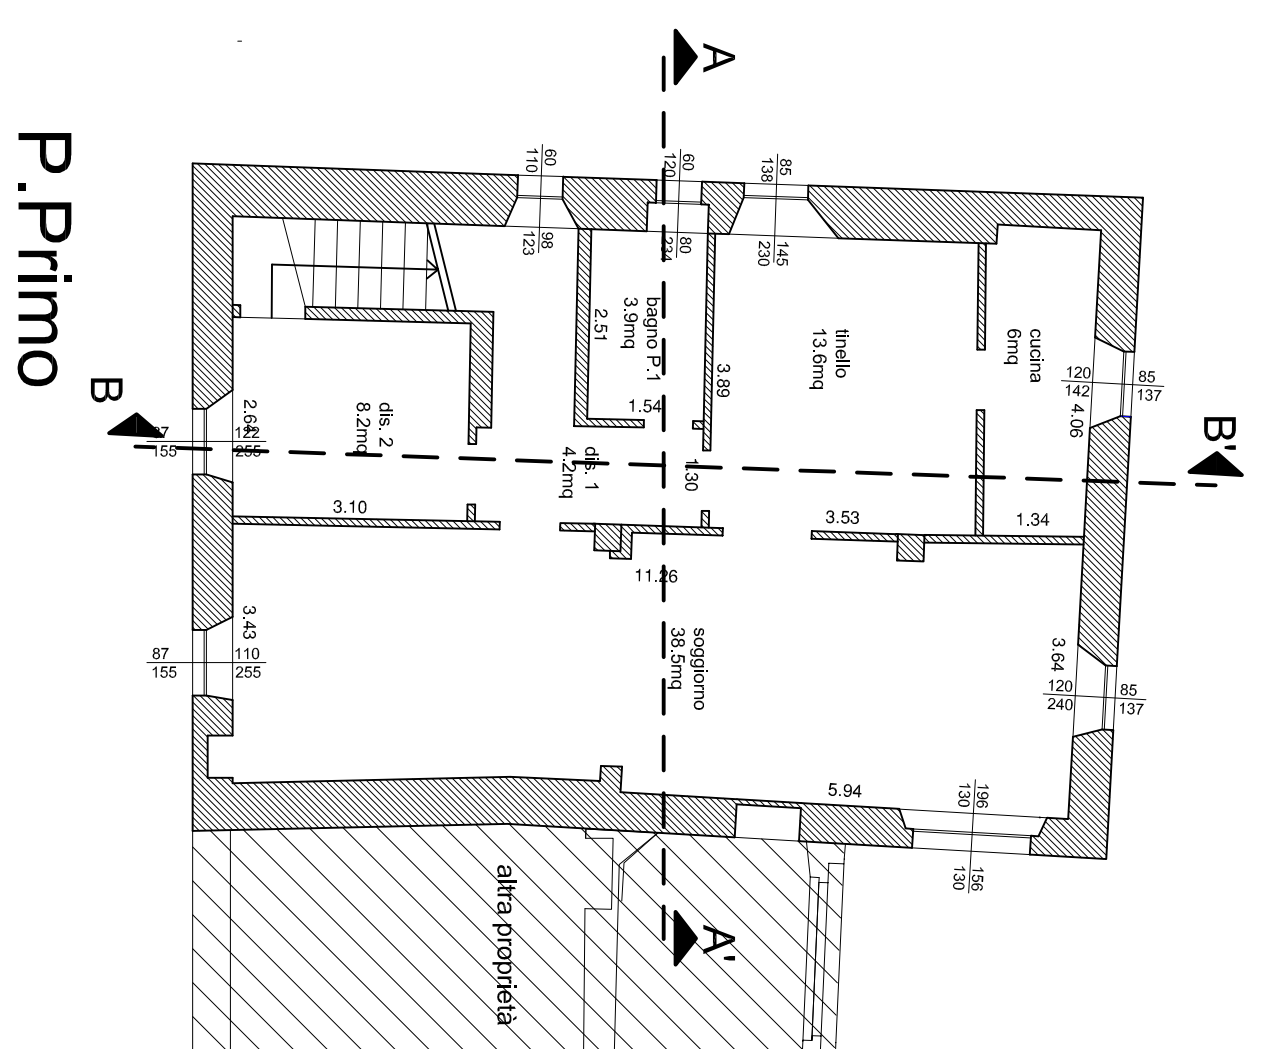 P.Primo
A
60
110
98
123
60
120
80
234
85
138
145
230
bagno P.1
3.9mq
2.51
1.54
3.89
tinello
13.6mq
cucina
6mq
120
142
85
137
4.06
B
B'
87
155
122
255
2.64
dis. 2
8.2mq
dis. 1
4.2mq
1.30
3.10
3.53
1.34
11.26
3.43
87
155
110
255
soggiorno
38.5mq
3.64
120
240
85
137
5.94
196
130
156
130
altra proprietà
A'